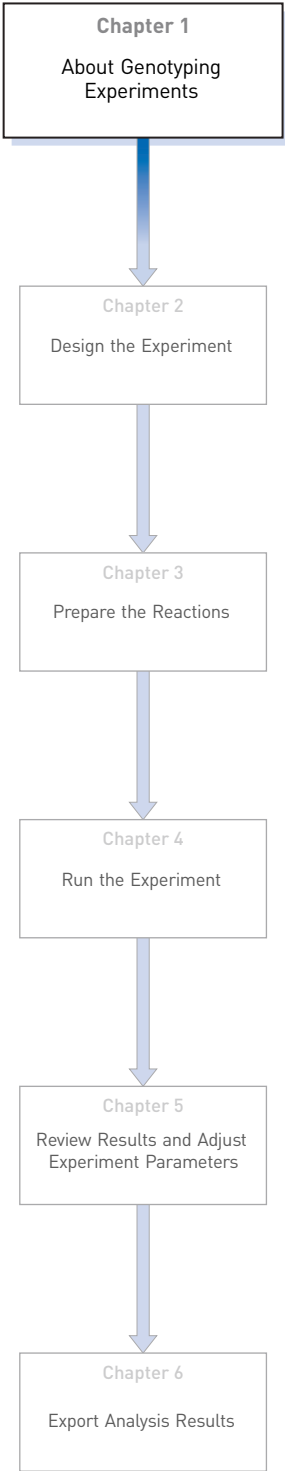 Chapter 1
About Genotyping
Experiments
Chapter 2
Design the Experiment
Chapter 3
Prepare the Reactions
Chapter 4
Run the Experiment
Chapter 5
Review Results and Adjust
Experiment Parameters
Chapter 6
Export Analysis Results